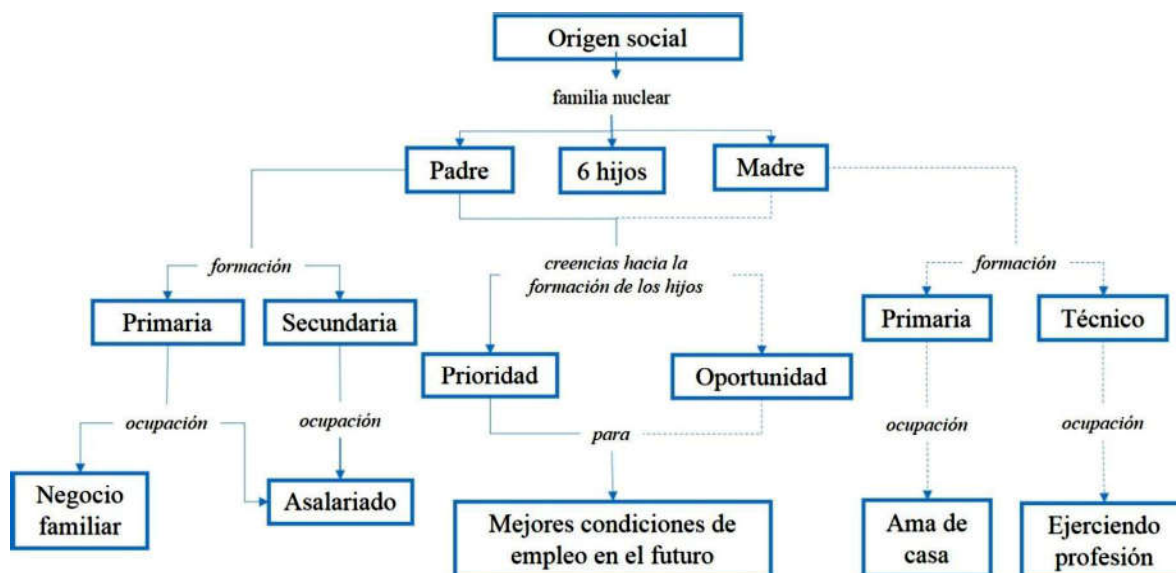 Origen social
familia nuclear
Padre
6 hijos
Madre
formación
creencias hacia la
formación de los hijos
formación
Primaria
Secundaria
Primaria
Técnico
Prioridad
Oportunidad
ocupación
ocupación
para
ocupación
ocupación
Negocio
familiar
Asalariado
Mejores condiciones de
empleo en el futuro
Ama de
casa
Ejerciendo
profesión